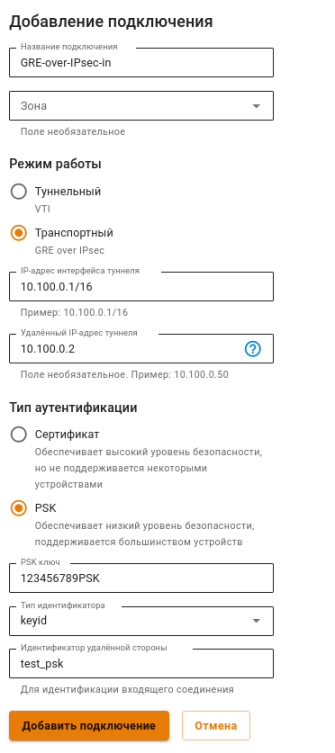 Добавление подключения
Название подключения
GRE-over-IPsec-in
Зона
Поле необязательное
Режим работы
Туннельный
VTI
Транспортный
GRE over IPsec
IP-адрес интерфейса туннеля
10.100.0.1/16
Пример: 10.100.0.1/16
Удалённый IP-адрес туннеля
10.100.0.2
Поле необязательное. Пример: 10.100.0.50
Тип аутентификации
Сертификат
Обеспечивает высокий уровень безопасности,
но не поддерживается некоторыми
устройствами
PSK
Обеспечивает низкий уровень безопасности,
поддерживается большинством устройств
PSK ключ
123456789PSK
Тип идентификатора
keyid
Идентификатор удалённой стороны
test_psk
Для идентификации входящего соединения
Добавить подключение
Отмена